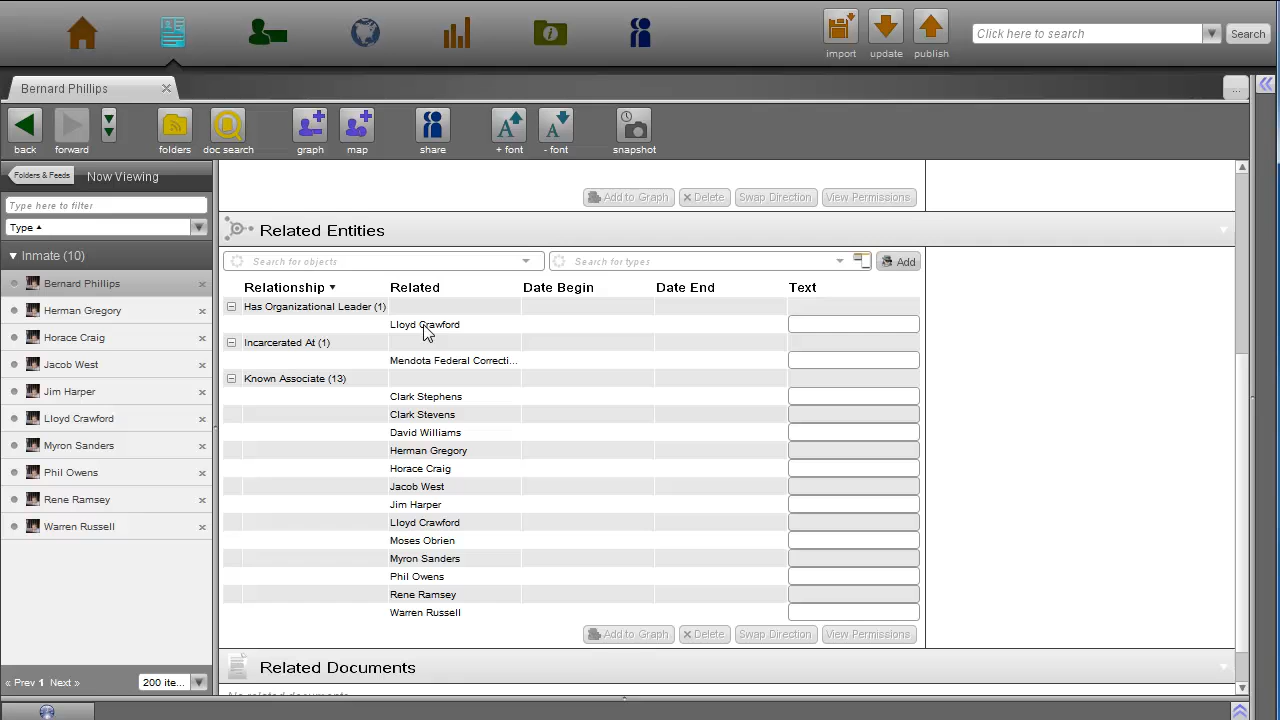 import
update
publish
Click here to search
Search
Bernard Phillips
...
back
forward
folders
doc search
graph
map
share
+ font
- font
snapshot
Folders & Feeds
Now Viewing
Type here to filter
Type
Inmate (10)
Bernard Phillips
Herman Gregory
Horace Craig
Jacob West
Jim Harper
Lloyd Crawford
Myron Sanders
Phil Owens
Rene Ramsey
Warren Russell
« Prev 1 Next »
200 ite...
Add to Graph
Delete
Swap Direction
View Permissions
Related Entities
Search for objects
Search for types
Add
Relationship
Related
Date Begin
Date End
Text
Has Organizational Leader (1)
Lloyd Crawford
Incarcerated At (1)
Mendota Federal Correcti...
Known Associate (13)
Clark Stephens
Clark Stevens
David Williams
Herman Gregory
Horace Craig
Jacob West
Jim Harper
Lloyd Crawford
Moses Obrien
Myron Sanders
Phil Owens
Rene Ramsey
Warren Russell
Add to Graph
Delete
Swap Direction
View Permissions
Related Documents
No related documents